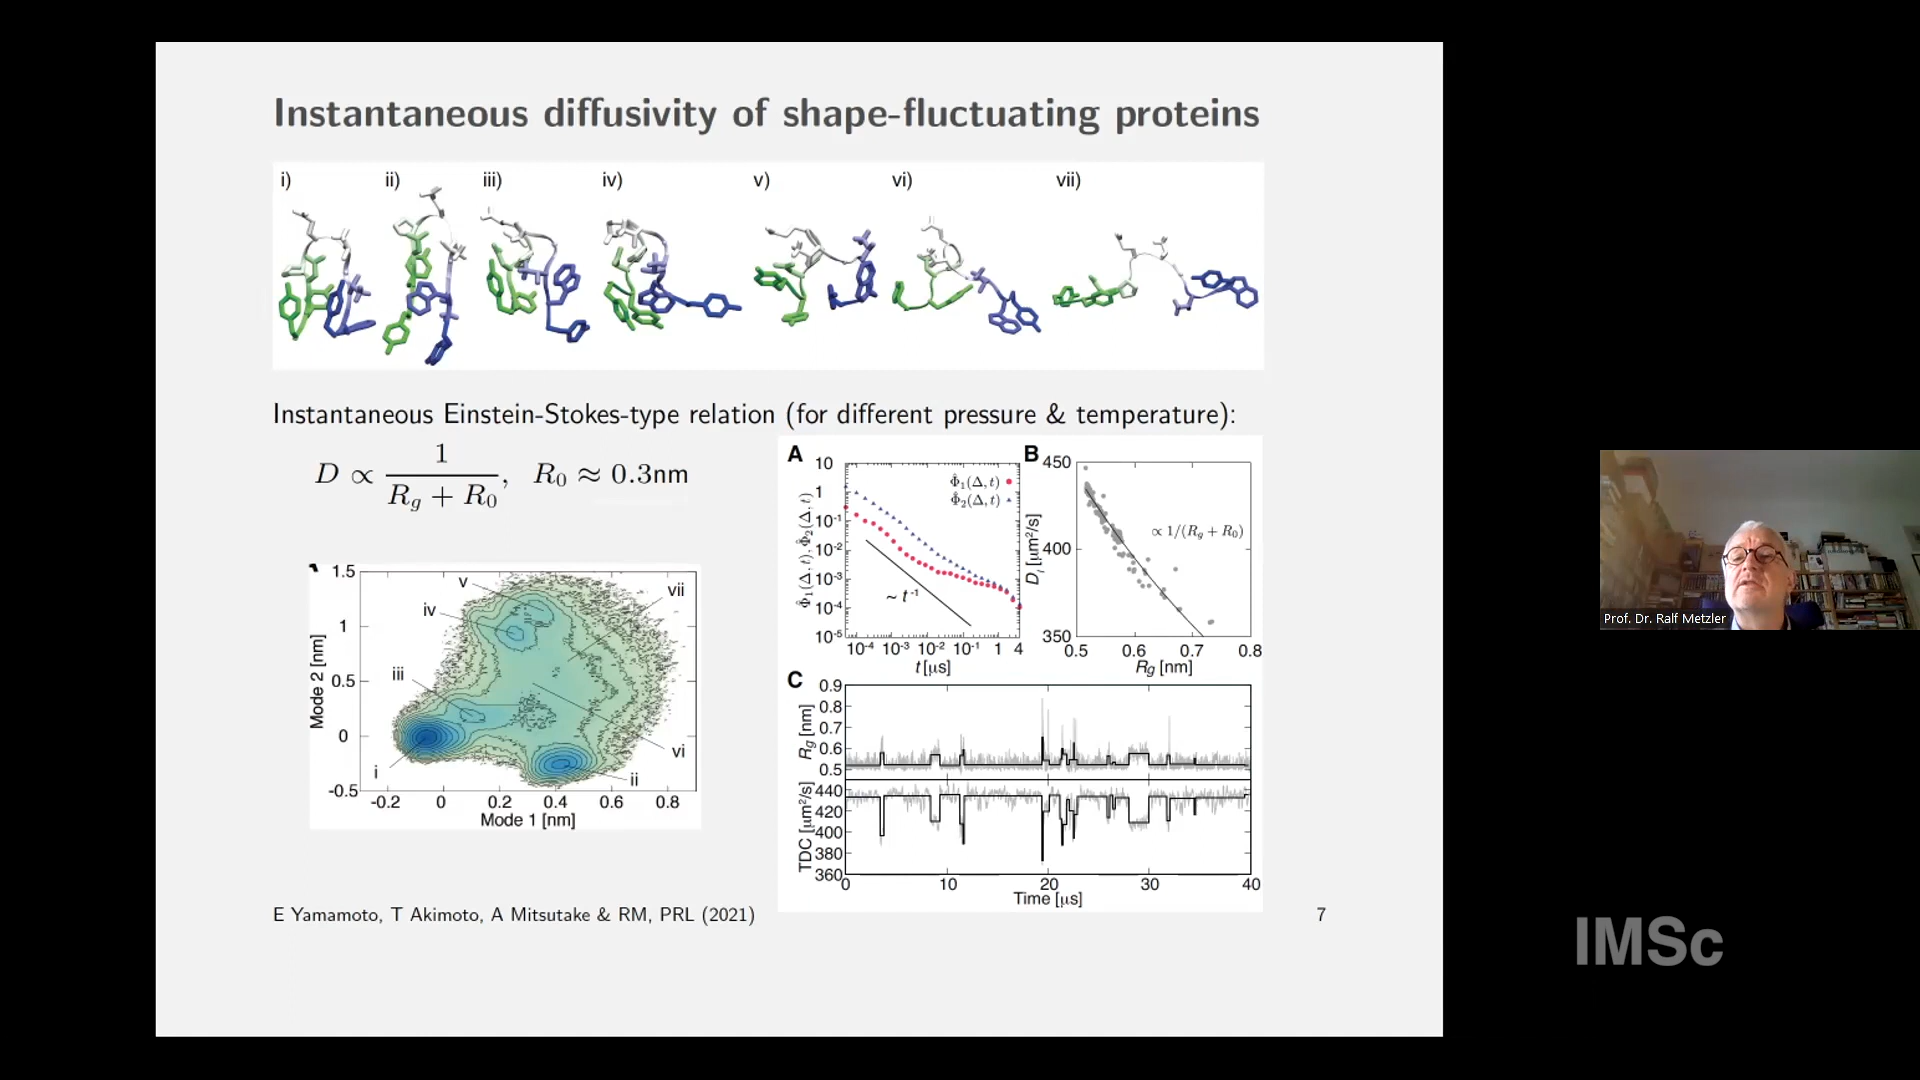 Instantaneous diffusivity of shape-fluctuating proteins
i) ii) iii) iv) v) vi) vii)
Instantaneous Einstein-Stokes-type relation (for different pressure & temperature):
D ∝ 1/(R_g + R_0), R_0 ≈ 0.3nm
1.5
1
0.5
0
-0.5
Mode 2 [nm]
v
iv
iii
i
vii
vi
ii
-0.2 0 0.2 0.4 0.6 0.8
Mode 1 [nm]
A
10
1
10^-1
10^-2
10^-3
10^-4
10^-5
Φ̂_1(Δ, t), Φ̂_2(Δ, t)
Φ̂_1(Δ, t)
Φ̂_2(Δ, t)
~ t^-1
10^-4 10^-3 10^-2 10^-1 1 4
t [μs]
B
450
400
350
D_i [μm²/s]
∝ 1/(R_g + R_0)
0.5 0.6 0.7 0.8
R_g [nm]
C
0.9
0.8
0.7
0.6
0.5
R_g [nm]
440
420
400
380
360
TDC [μm²/s]
0 10 20 30 40
Time [μs]
E Yamamoto, T Akimoto, A Mitsutake & RM, PRL (2021)
7
Prof. Dr. Ralf Metzler
IMSc